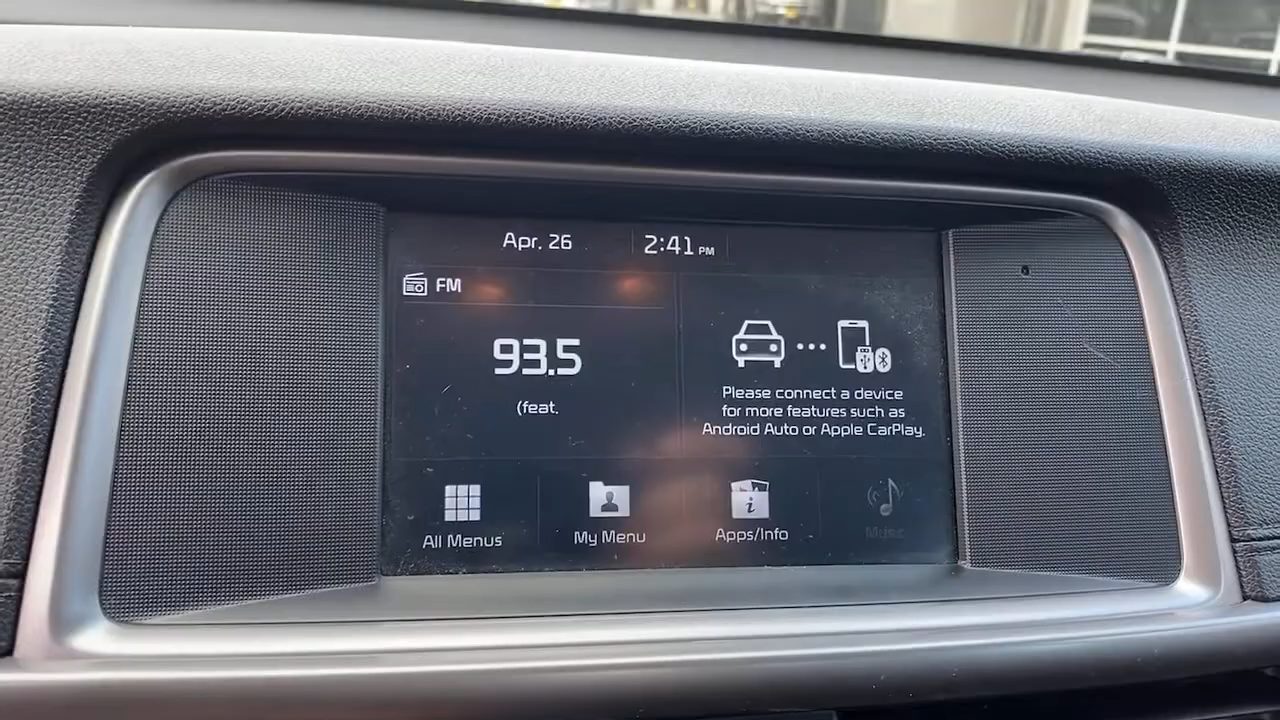 Apr. 26
2:41 PM
FM
93.5
(feat.
Please connect a device
for more features such as
Android Auto or Apple CarPlay.
All Menus
My Menu
Apps/Info
Music